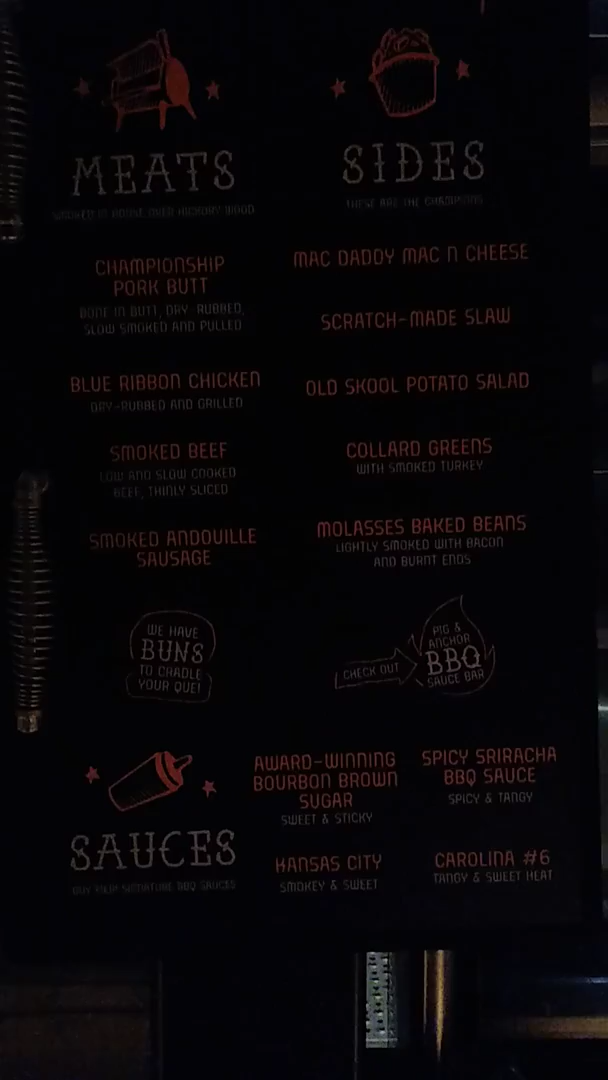 MEATS
SMOKED IN HOUSE OVER HICKORY WOOD
CHAMPIONSHIP
PORK BUTT
BONE IN BUTT, DRY-RUBBED,
SLOW SMOKED AND PULLED
BLUE RIBBON CHICKEN
DRY-RUBBED AND GRILLED
SMOKED BEEF
LOW AND SLOW COOKED
BEEF, THINLY SLICED
SMOKED ANDOUILLE
SAUSAGE
WE HAVE
BUNS
TO CRADLE
YOUR QUE!
SIDES
THESE ARE THE CHAMPIONS
MAC DADDY MAC N CHEESE
SCRATCH-MADE SLAW
OLD SKOOL POTATO SALAD
COLLARD GREENS
WITH SMOKED TURKEY
MOLASSES BAKED BEANS
LIGHTLY SMOKED WITH BACON
AND BURNT ENDS
CHECK OUT
PIG &
ANCHOR
BBQ
SAUCE BAR
SAUCES
GUY FIERI SIGNATURE BBQ SAUCES
AWARD-WINNING
BOURBON BROWN
SUGAR
SWEET & STICKY
SPICY SRIRACHA
BBQ SAUCE
SPICY & TANGY
KANSAS CITY
SMOKEY & SWEET
CAROLINA #6
TANGY & SWEET HEAT